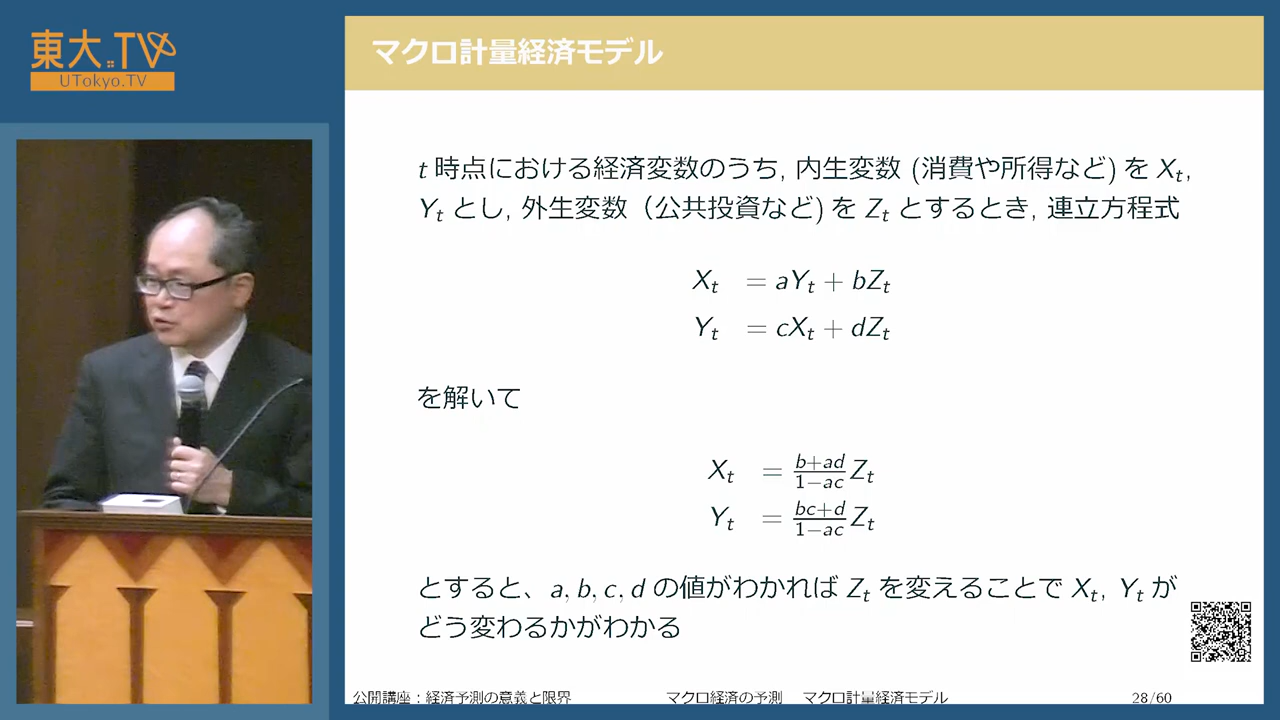 東大.TV
UTokyo.TV
マクロ計量経済モデル
t 時点における経済変数のうち, 内生変数 (消費や所得など) を Xt,
Yt とし, 外生変数（公共投資など) を Zt とするとき, 連立方程式
Xt = aYt + bZt
Yt = cXt + dZt
を解いて
Xt = b+ad/1−ac Zt
Yt = bc+d/1−ac Zt
とすると、a, b, c, d の値がわかれば Zt を変えることで Xt, Yt が
どう変わるかがわかる
公開講座：経済予測の意義と限界 マクロ経済の予測 マクロ計量経済モデル 28/60